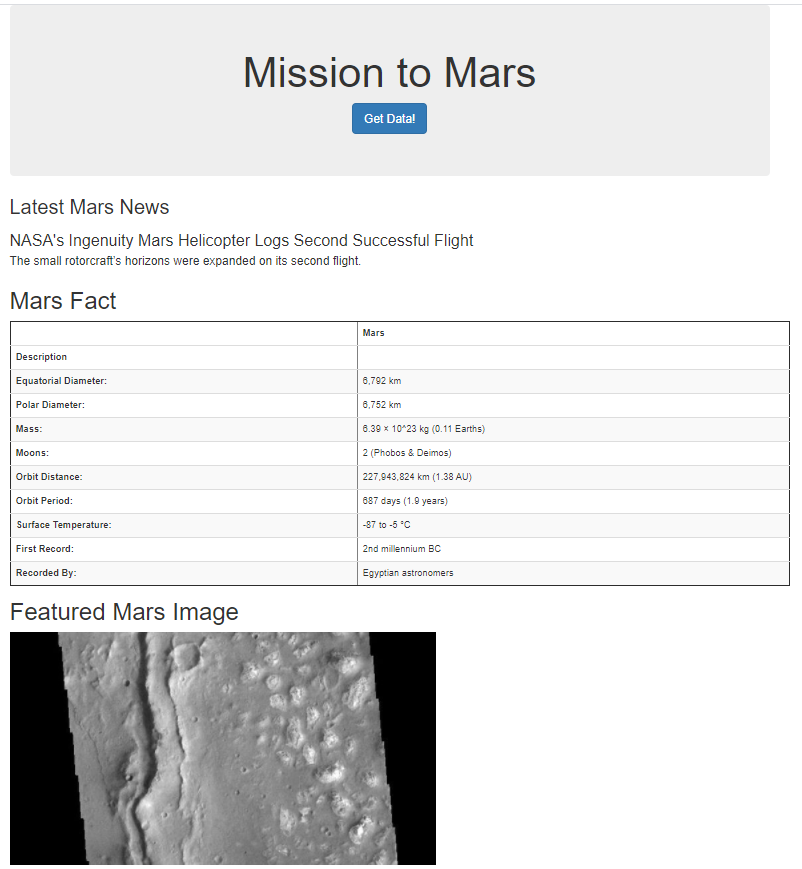 Mission to Mars
Get Data!
Latest Mars News
NASA's Ingenuity Mars Helicopter Logs Second Successful Flight
The small rotorcraft's horizons were expanded on its second flight.
Mars Fact
Mars
Description
Equatorial Diameter: 6,792 km
Polar Diameter: 6,752 km
Mass: 6.39 × 10^23 kg (0.11 Earths)
Moons: 2 (Phobos & Deimos)
Orbit Distance: 227,943,824 km (1.38 AU)
Orbit Period: 687 days (1.9 years)
Surface Temperature: -87 to -5 °C
First Record: 2nd millennium BC
Recorded By: Egyptian astronomers
Featured Mars Image